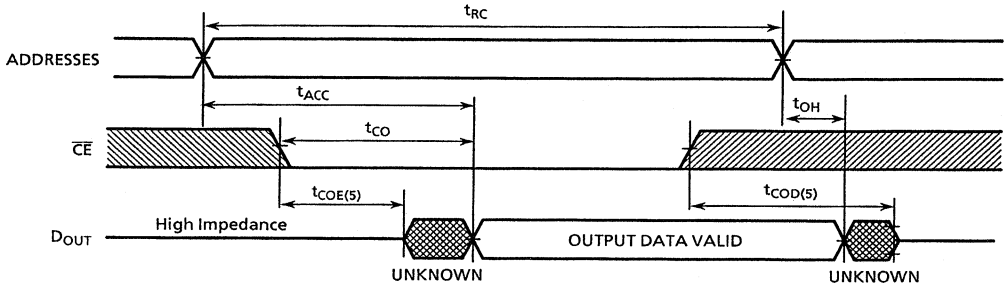 tRC
ADDRESSES
tACC
tOH
tCO
CE
tCOE(5)
tCOD(5)
High Impedance
DOUT
OUTPUT DATA VALID
UNKNOWN
UNKNOWN